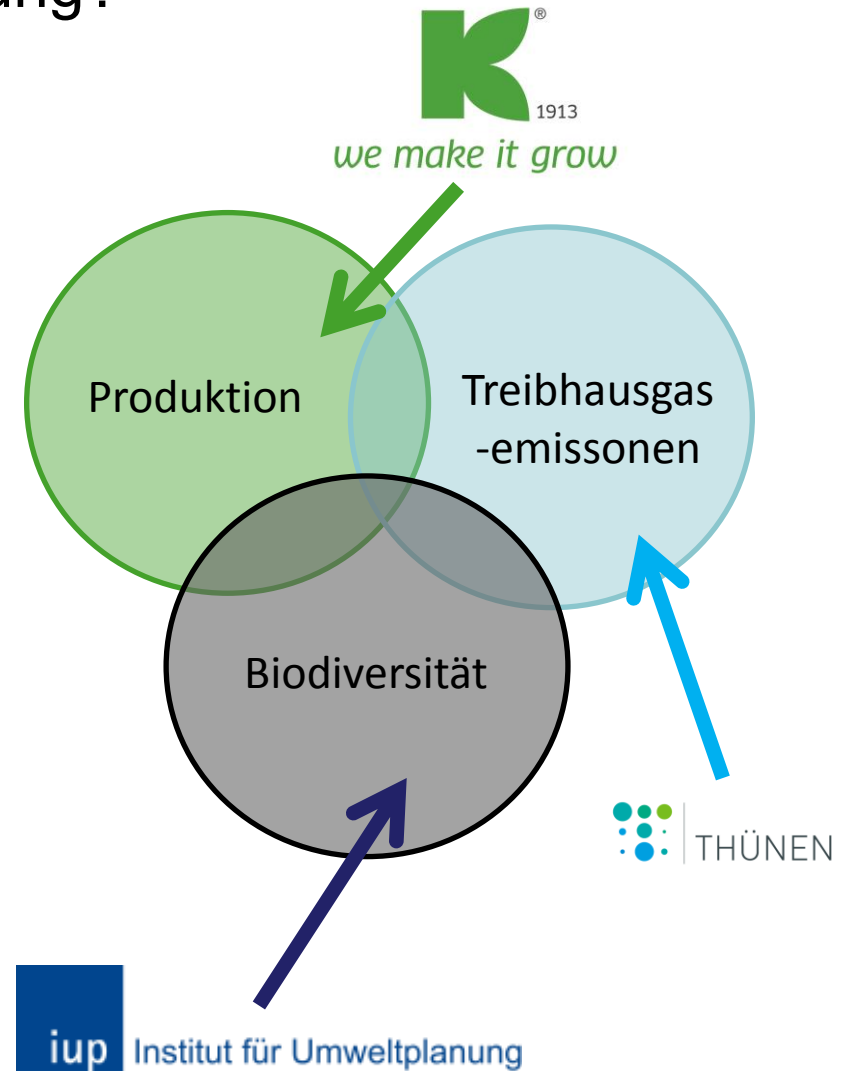 ®
1913
we make it grow
Produktion
Treibhausgas
-emissonen
Biodiversität
THÜNEN
iup Institut für Umweltplanung